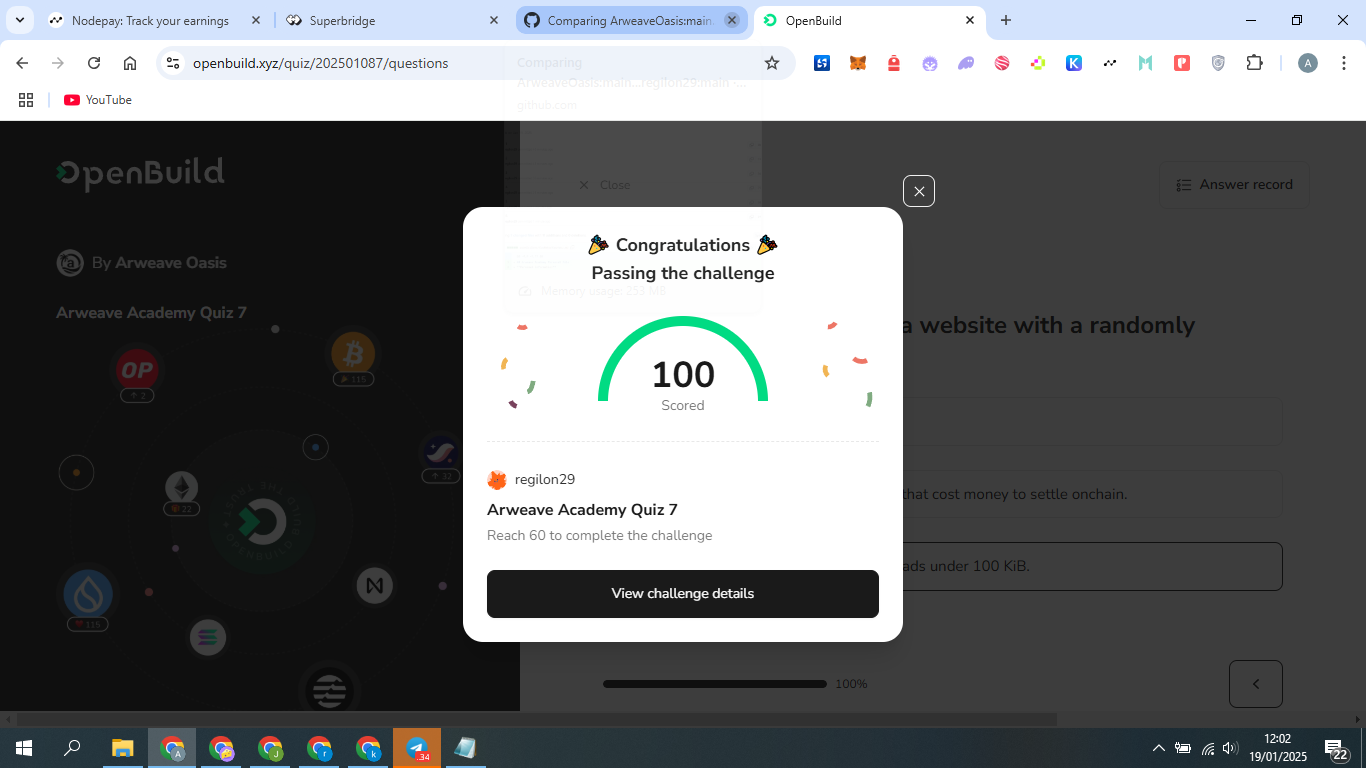 Nodepay: Track your earnings
Superbridge
Comparing ArweaveOasis:main
OpenBuild
openbuild.xyz/quiz/202501087/questions
A
YouTube
Comparing
ArweaveOasis:main...regilon29:main ·...
github.com
Close
Memory usage: 253 MB
OpenBuild
Answer record
By Arweave Oasis
Arweave Academy Quiz 7
🎉 Congratulations 🎉
Passing the challenge
a website with a randomly
100
Scored
OP
2
115
32
22
115
that cost money to settle onchain.
ads under 100 KiB.
regilon29
Arweave Academy Quiz 7
Reach 60 to complete the challenge
View challenge details
100%
A
J
r
k
34
12:02
19/01/2025
22